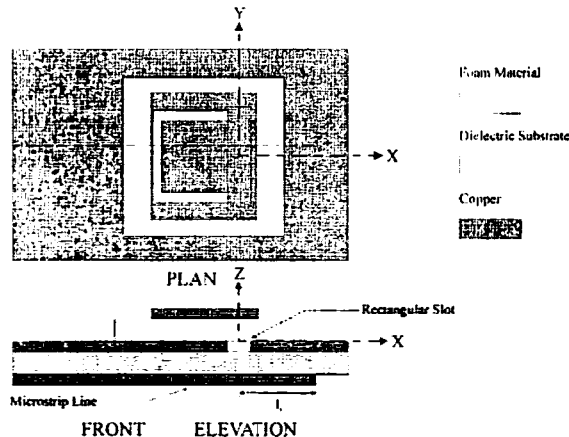 Y
Foam Material
Dielectric Substrate
X
Copper
PLAN
Z
Rectangular Slot
X
Microstrip Line
FRONT ELEVATION